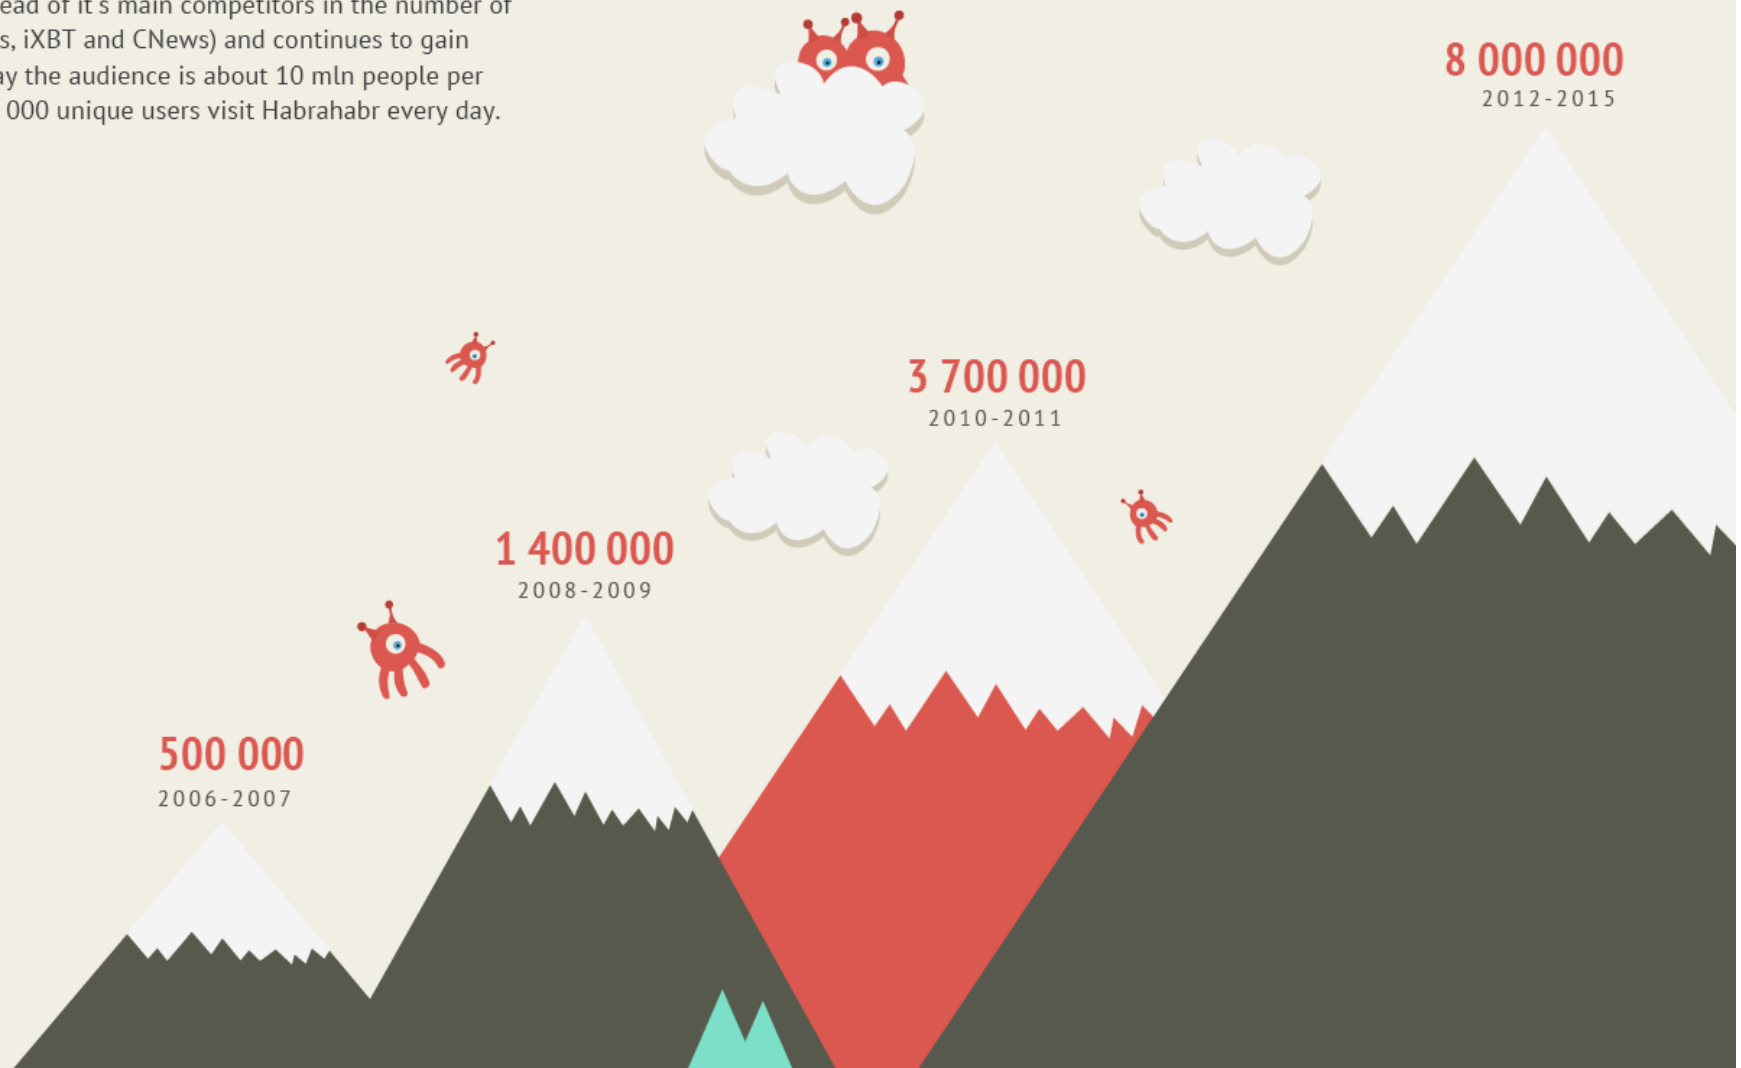 ead of it's main competitors in the number of
s, iXBT and CNews) and continues to gain
ay the audience is about 10 mln people per
000 unique users visit Habrahabr every day.
8 000 000
2012-2015
3 700 000
2010-2011
1 400 000
2008-2009
500 000
2006-2007